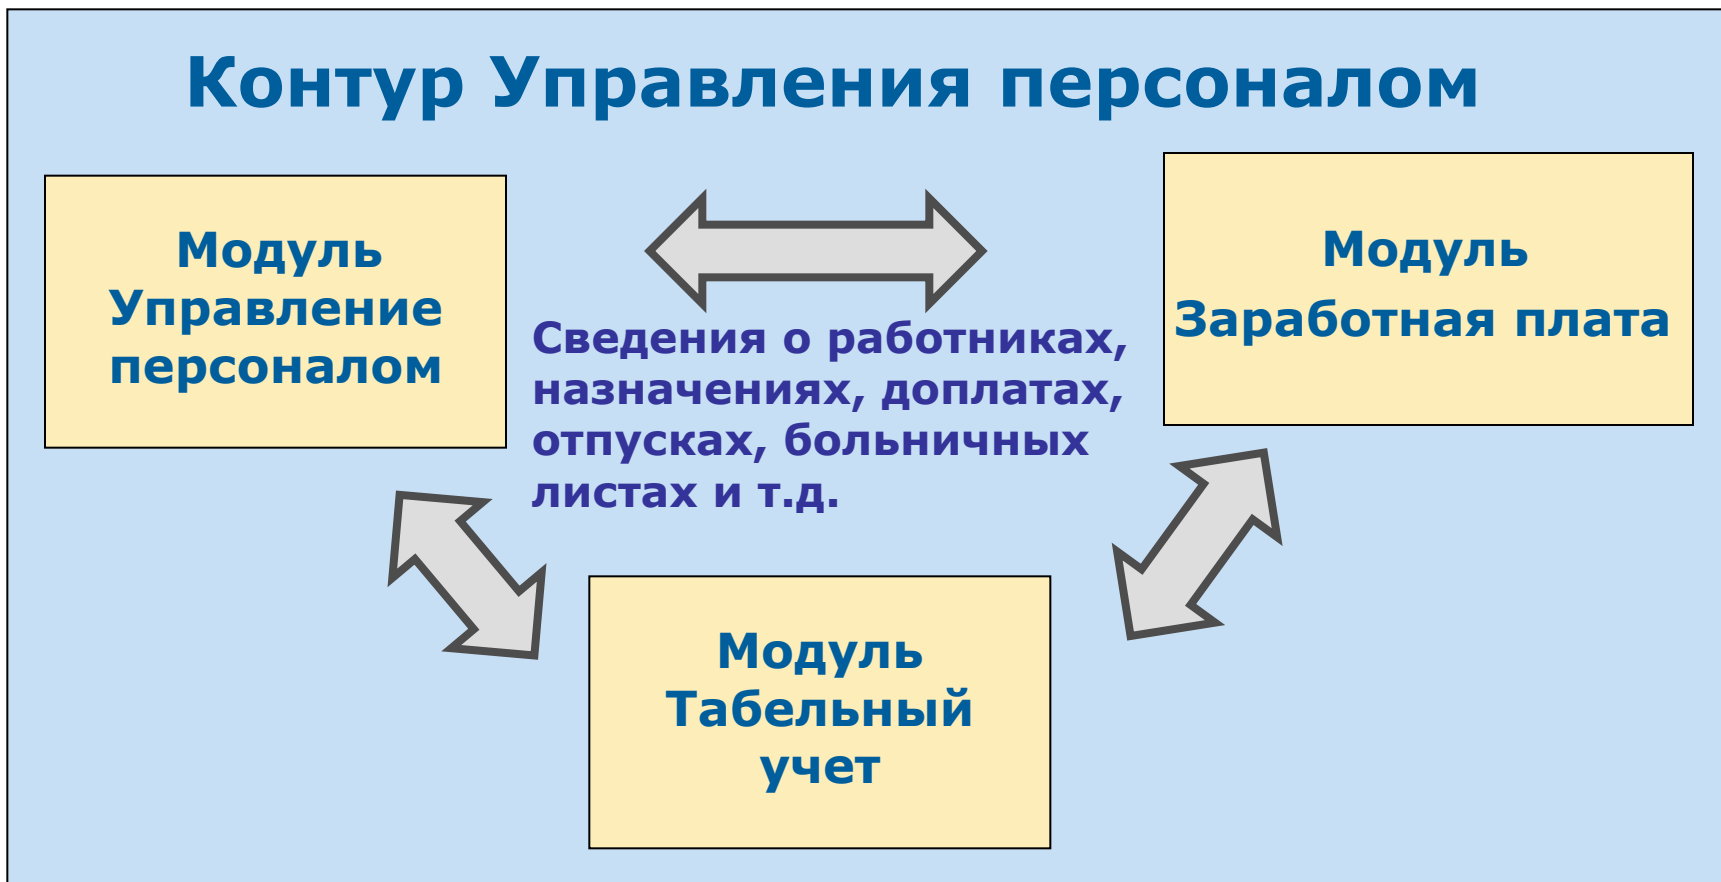 Контур Управления персоналом
Модуль
Управление
персоналом
Сведения о работниках,
назначениях, доплатах,
отпусках, больничных
листах и т.д.
Модуль
Заработная плата
Модуль
Табельный
учет